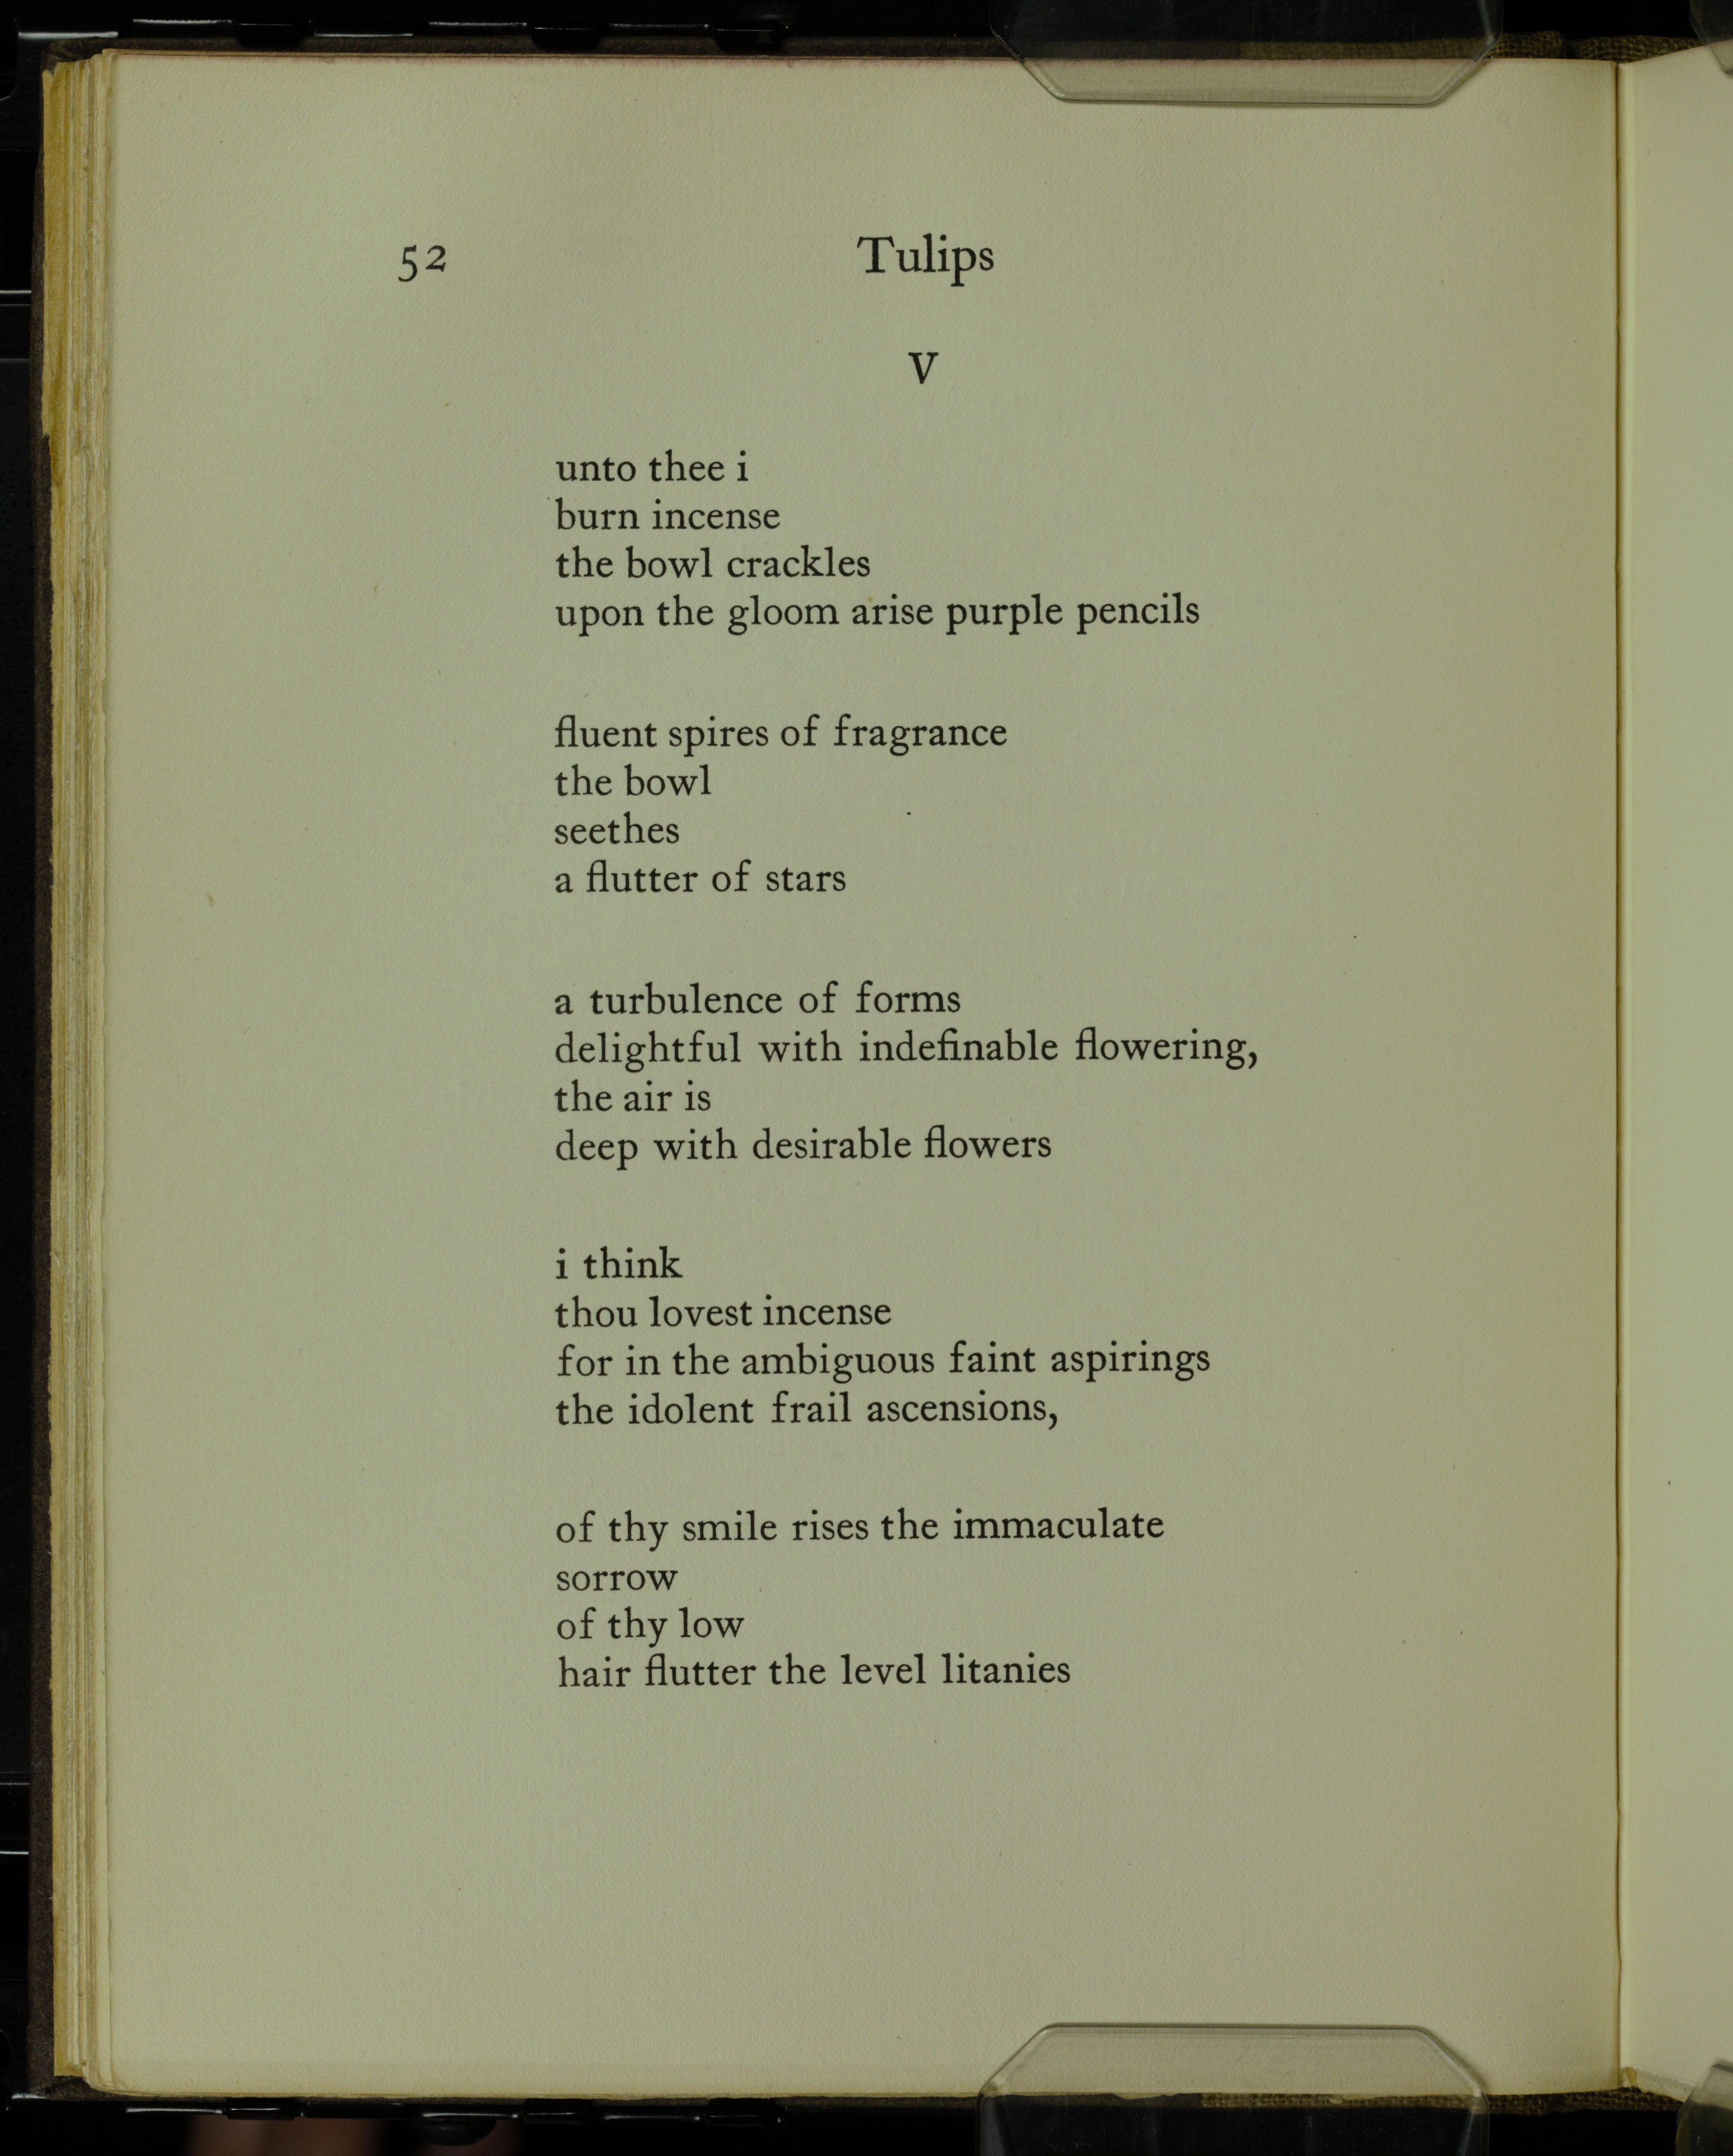 52 Tulips
V
unto thee i
burn incense
the bowl crackles
upon the gloom arise purple pencils
fluent spires of fragrance
the bowl
seethes
a flutter of stars
a turbulence of forms
delightful with indefinable flowering,
the air is
deep with desirable flowers
i think
thou lovest incense
for in the ambiguous faint aspirings
the idolent frail ascensions,
of thy smile rises the immaculate
sorrow
of thy low
hair flutter the level litanies